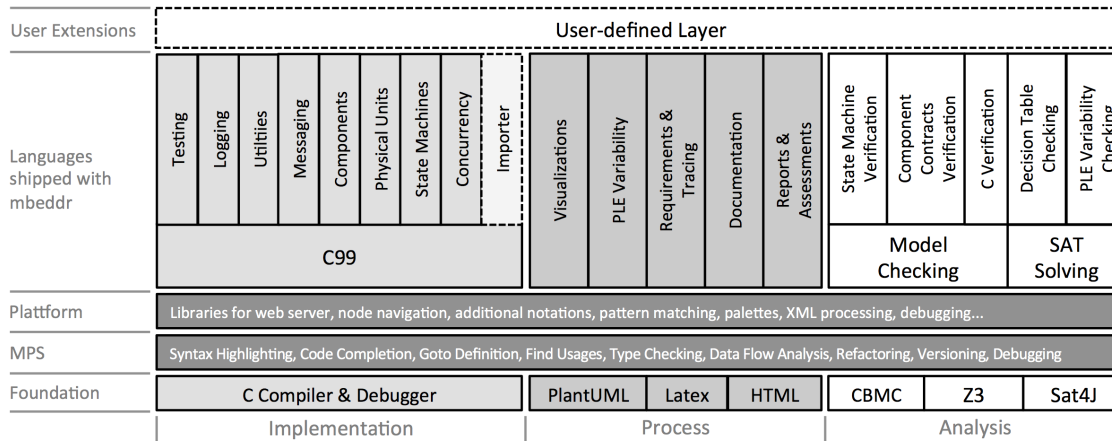 User Extensions
User-defined Layer
Languages
shipped with
mbeddr
Testing
Logging
Utilities
Messaging
Components
Physical Units
State Machines
Concurrency
Importer
C99
Visualizations
PLE Variability
Requirements &
Tracing
Documentation
Reports &
Assessments
State Machine
Verification
Component
Contracts
Verification
C Verification
Decision Table
Checking
PLE Variability
Checking
Model
Checking
SAT
Solving
Plattform
Libraries for web server, node navigation, additional notations, pattern matching, palettes, XML processing, debugging...
MPS
Syntax Highlighting, Code Completion, Goto Definition, Find Usages, Type Checking, Data Flow Analysis, Refactoring, Versioning, Debugging
Foundation
C Compiler & Debugger
PlantUML
Latex
HTML
CBMC
Z3
Sat4J
Implementation
Process
Analysis